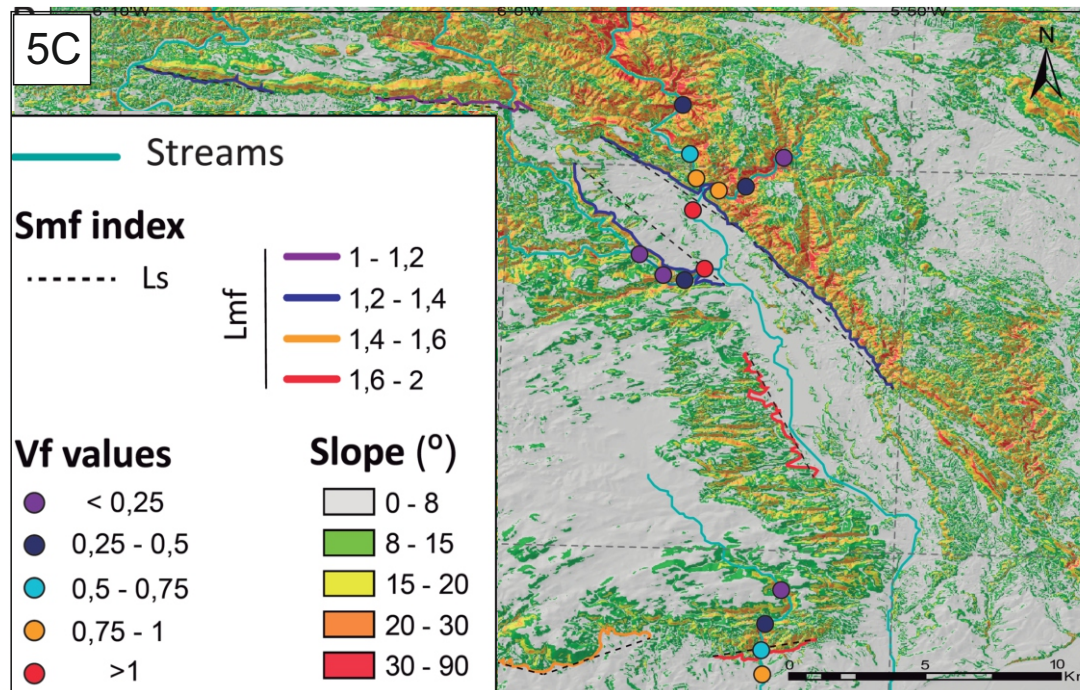 6°10'W 6°0'W 5°50'W
5C
N
Streams
Smf index
Ls
Lmf
1 - 1,2
1,2 - 1,4
1,4 - 1,6
1,6 - 2
Vf values
< 0,25
0,25 - 0,5
0,5 - 0,75
0,75 - 1
>1
Slope (º)
0 - 8
8 - 15
15 - 20
20 - 30
30 - 90
0 5 10